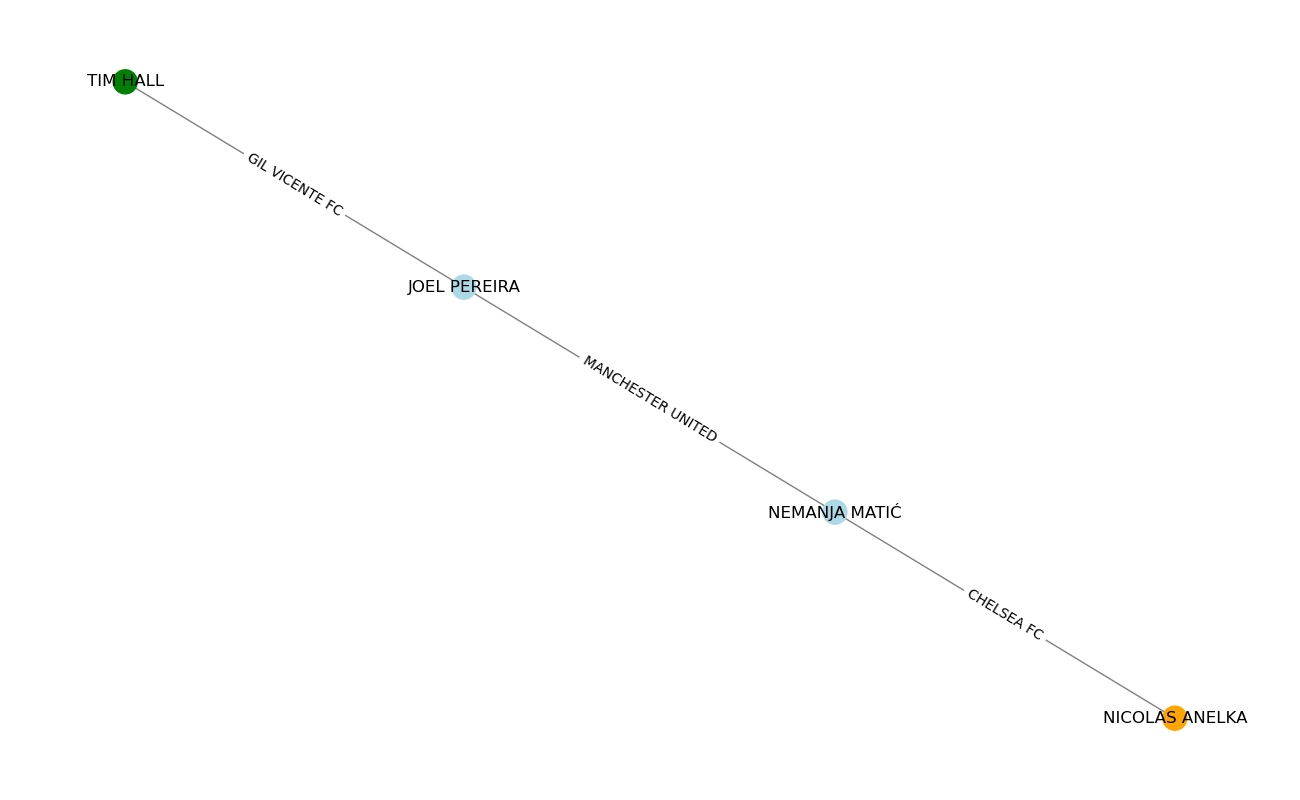 TIM HALL
GIL VICENTE FC
JOEL PEREIRA
MANCHESTER UNITED
NEMANJA MATIĆ
CHELSEA FC
NICOLAS ANELKA